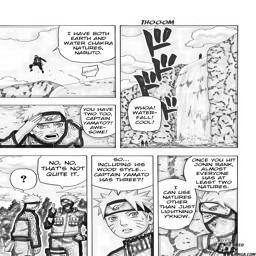 I HAVE BOTH
EARTH AND
WATER CHAKRA
NATURES,
NARUTO.
THOOOM
WHOA!
WATER-
FALL!
COOL!
YOU HAVE
TWO TOO,
CAPTAIN
YAMATO?!
AWE-
SOME!
?
NO, NO,
THAT'S NOT
QUITE IT.
SO...
INCLUDING HIS
WOOD STYLE...
CAPTAIN YAMATO
HAS THREE?!
ONCE YOU HIT
JONIN RANK,
ALMOST
EVERYONE
HAS AT
LEAST TWO
NATURES.
I CAN
USE NATURES
OTHER
THAN JUST
LIGHTNING
Y'KNOW.